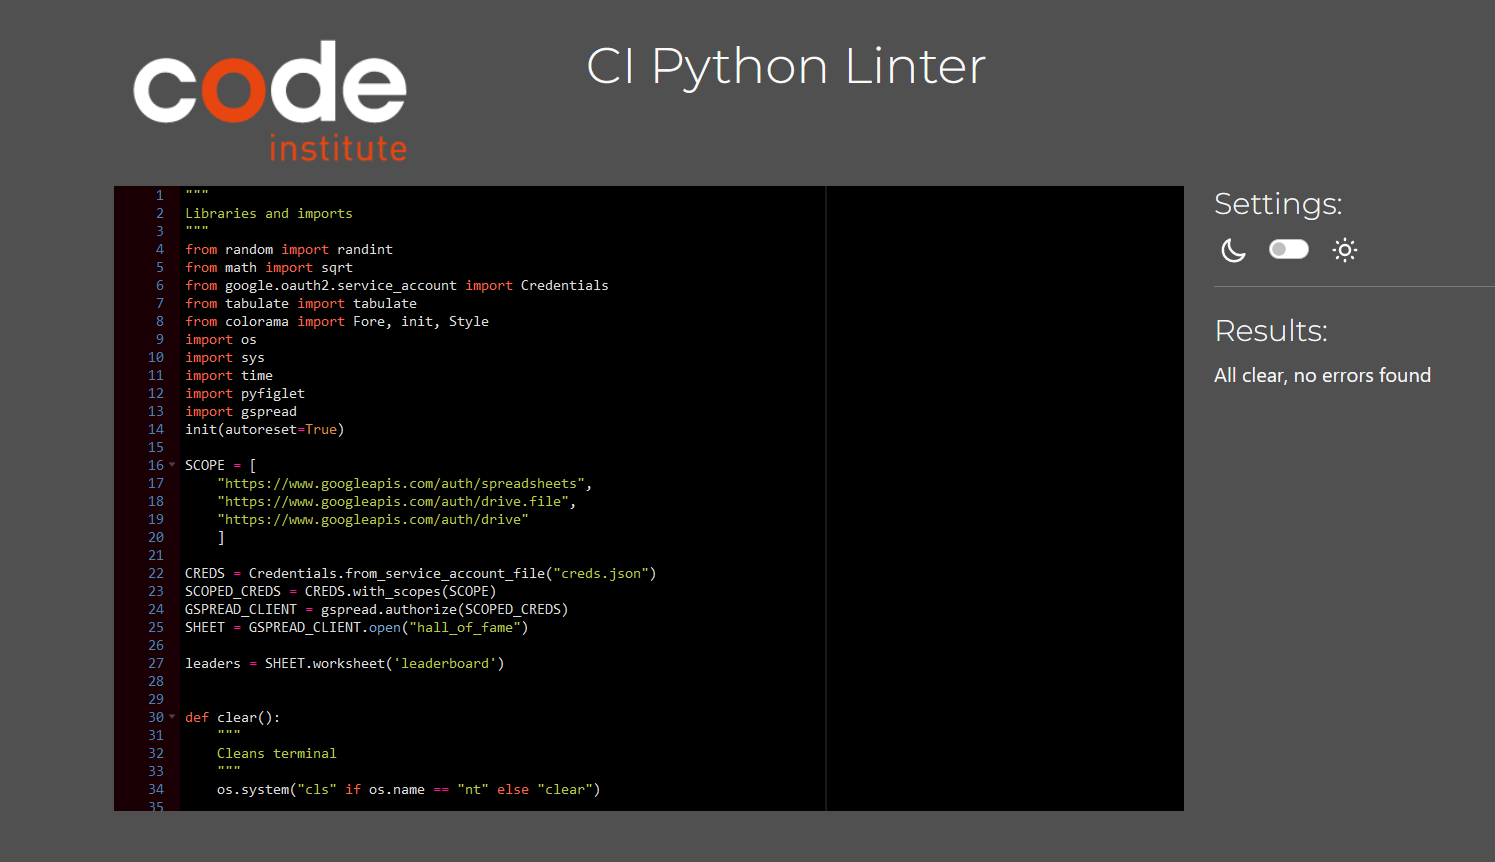 code
institute
CI Python Linter
1 """
2 Libraries and imports
3 """
4 from random import randint
5 from math import sqrt
6 from google.oauth2.service_account import Credentials
7 from tabulate import tabulate
8 from colorama import Fore, init, Style
9 import os
10 import sys
11 import time
12 import pyfiglet
13 import gspread
14 init(autoreset=True)
15
16 SCOPE = [
17     "https://www.googleapis.com/auth/spreadsheets",
18     "https://www.googleapis.com/auth/drive.file",
19     "https://www.googleapis.com/auth/drive"
20     ]
21
22 CREDS = Credentials.from_service_account_file("creds.json")
23 SCOPED_CREDS = CREDS.with_scopes(SCOPE)
24 GSPREAD_CLIENT = gspread.authorize(SCOPED_CREDS)
25 SHEET = GSPREAD_CLIENT.open("hall_of_fame")
26
27 leaders = SHEET.worksheet('leaderboard')
28
29
30 def clear():
31     """
32     Cleans terminal
33     """
34     os.system("cls" if os.name == "nt" else "clear")
35
Settings:
Results:
All clear, no errors found